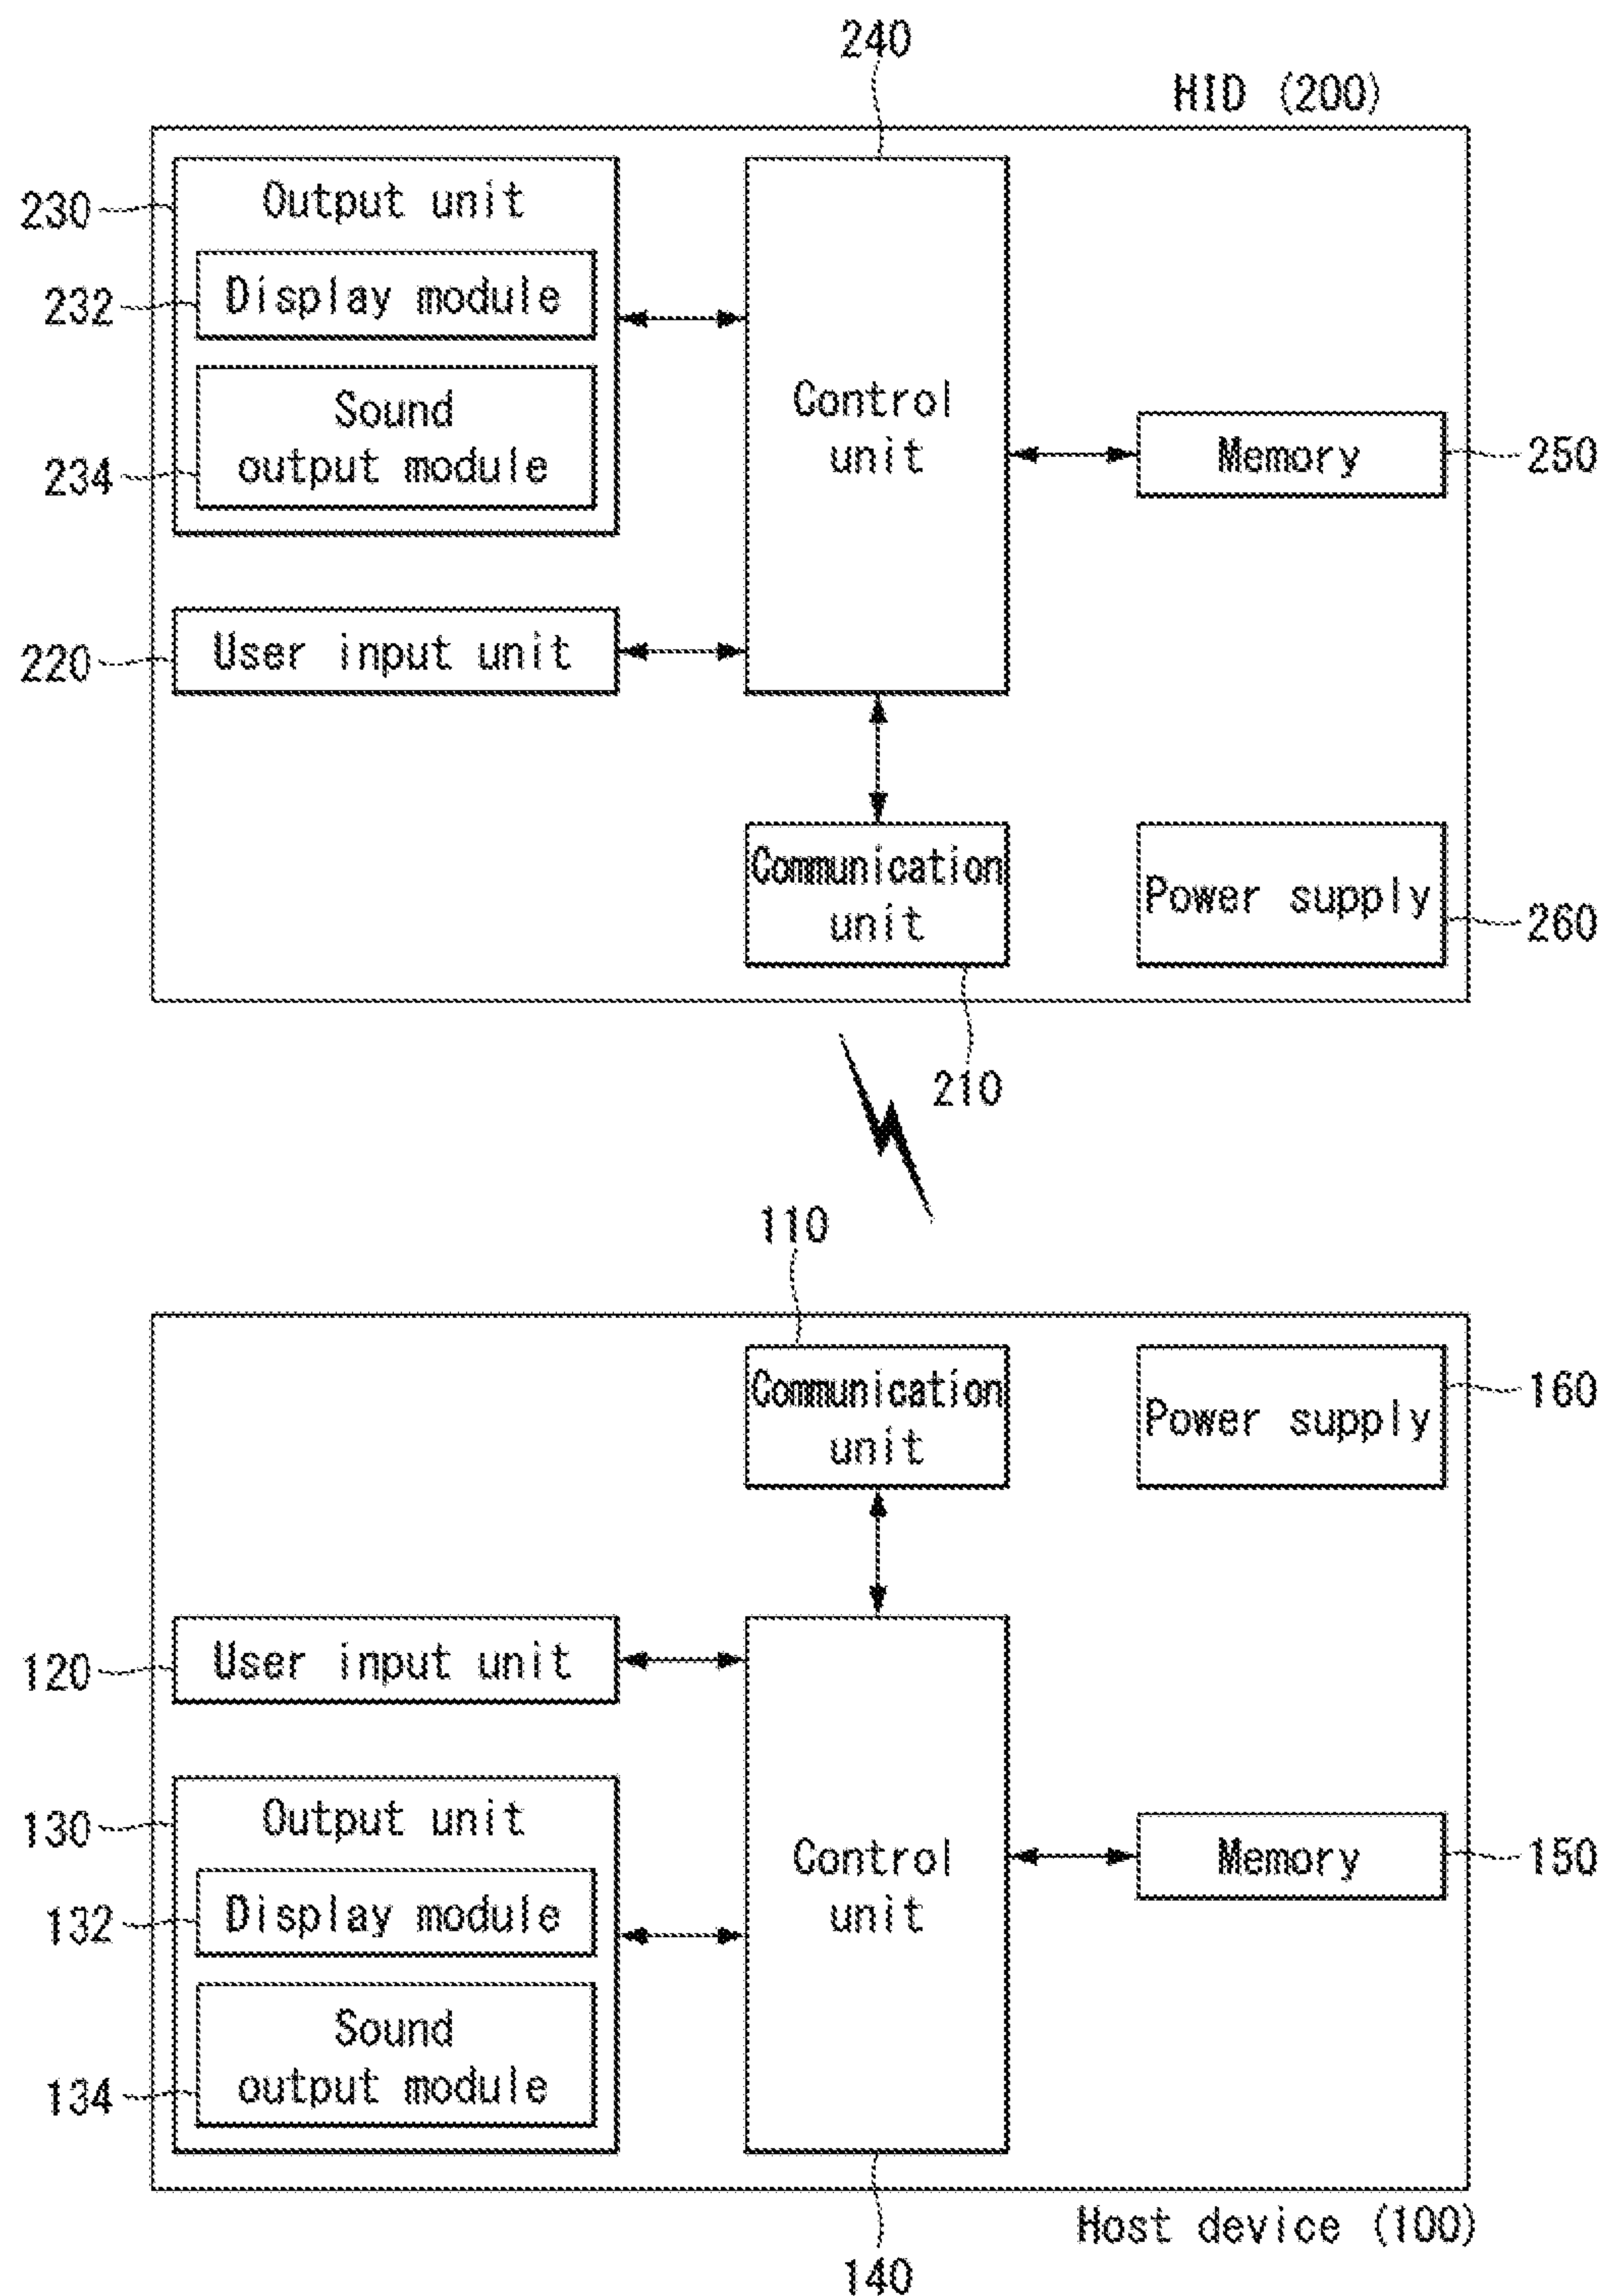 240
HID (200)
230
Output unit
232
Display module
Control
unit
234
Sound
output module
Memory
250
220
User input unit
Communication
unit
Power supply
260
210
110
Communication
unit
Power supply
160
120
User input unit
130
Output unit
Control
unit
Memory
150
132
Display module
134
Sound
output module
Host device (100)
140